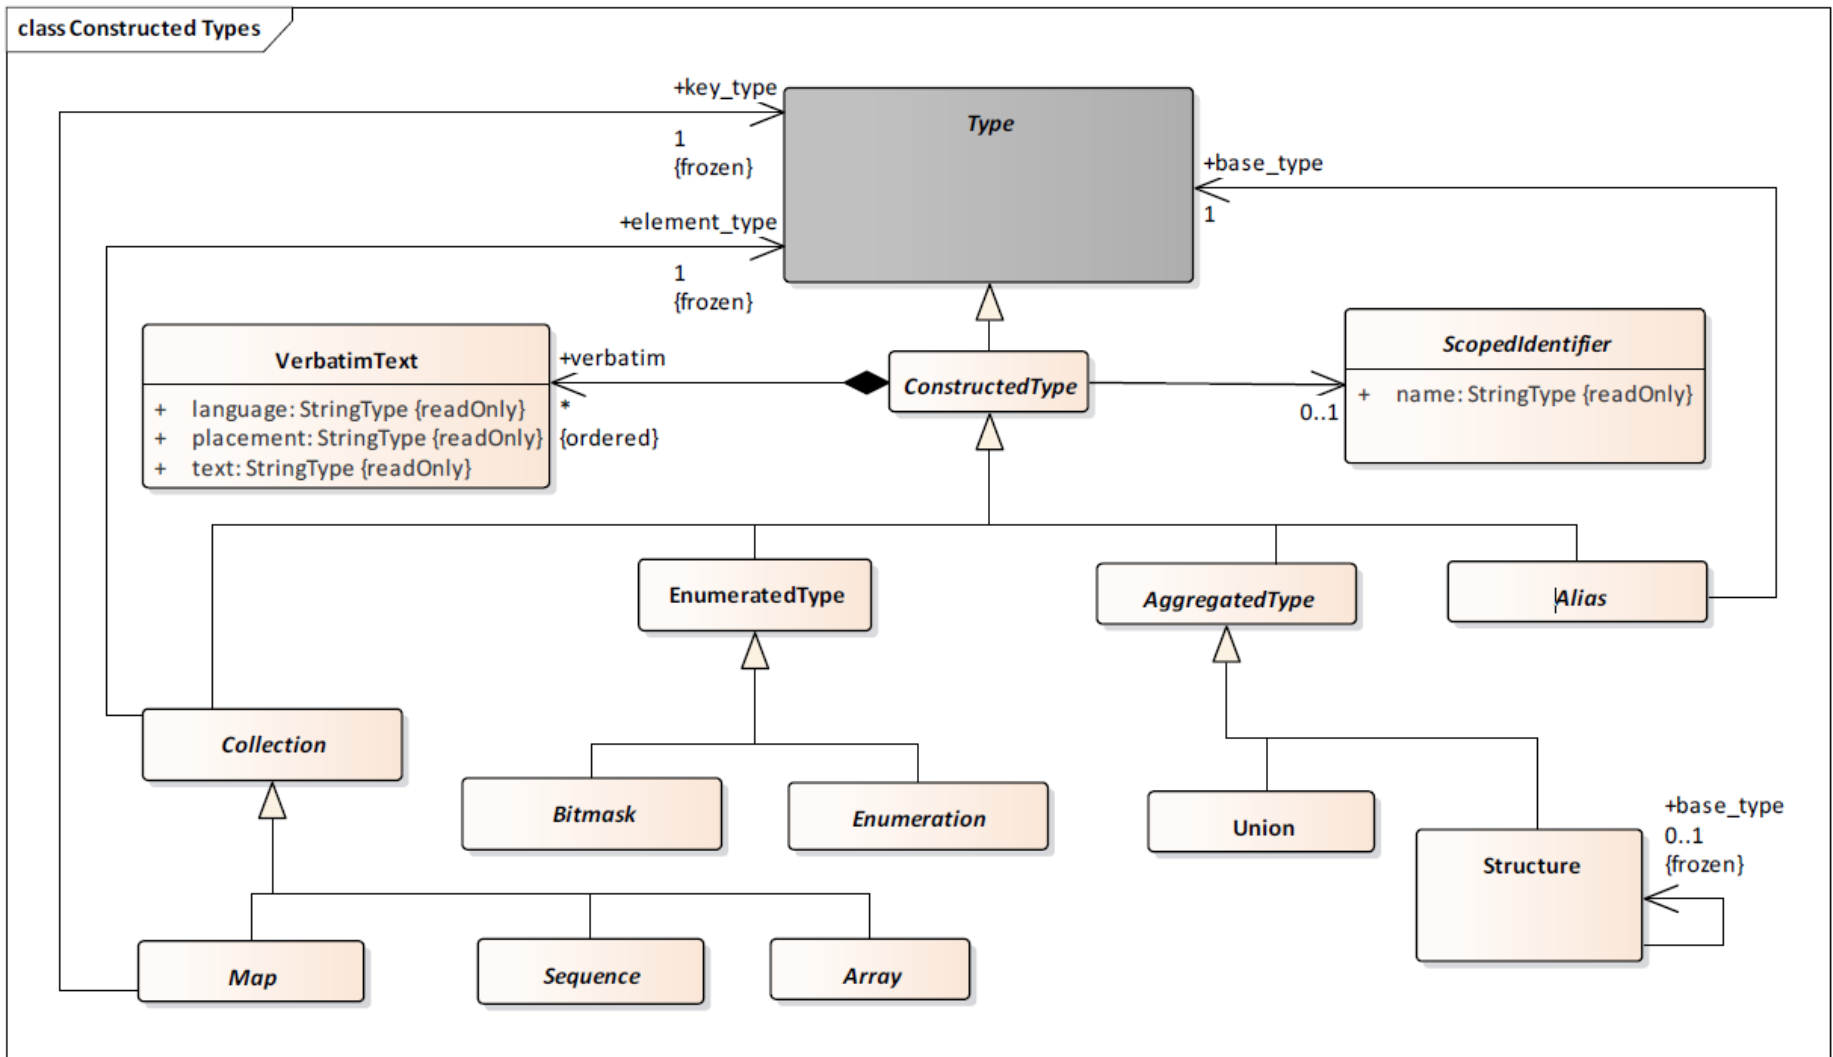 class Constructed Types
+key_type
1
{frozen}
Type
+base_type
1
+element_type
1
{frozen}
VerbatimText
+ language: StringType {readOnly}
+ placement: StringType {readOnly}
+ text: StringType {readOnly}
+verbatim
*
{ordered}
ConstructedType
0..1
ScopedIdentifier
+ name: StringType {readOnly}
EnumeratedType
AggregatedType
Alias
Collection
Bitmask
Enumeration
Union
Structure
+base_type
0..1
{frozen}
Map
Sequence
Array